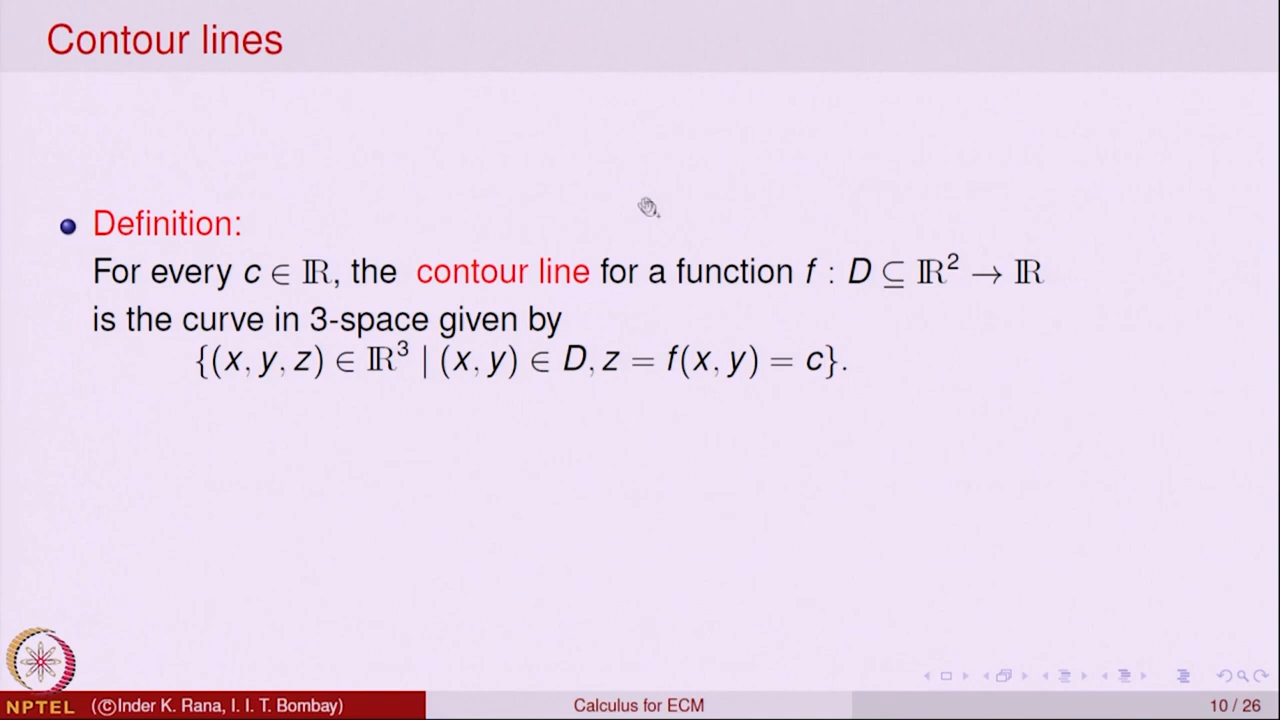 Contour lines
Definition:
For every c ∈ ℝ, the contour line for a function f : D ⊆ ℝ² → ℝ
is the curve in 3-space given by
{(x, y, z) ∈ ℝ³ | (x, y) ∈ D, z = f(x, y) = c}.
NPTEL (©Inder K. Rana, I. I. T. Bombay) Calculus for ECM 10 / 26